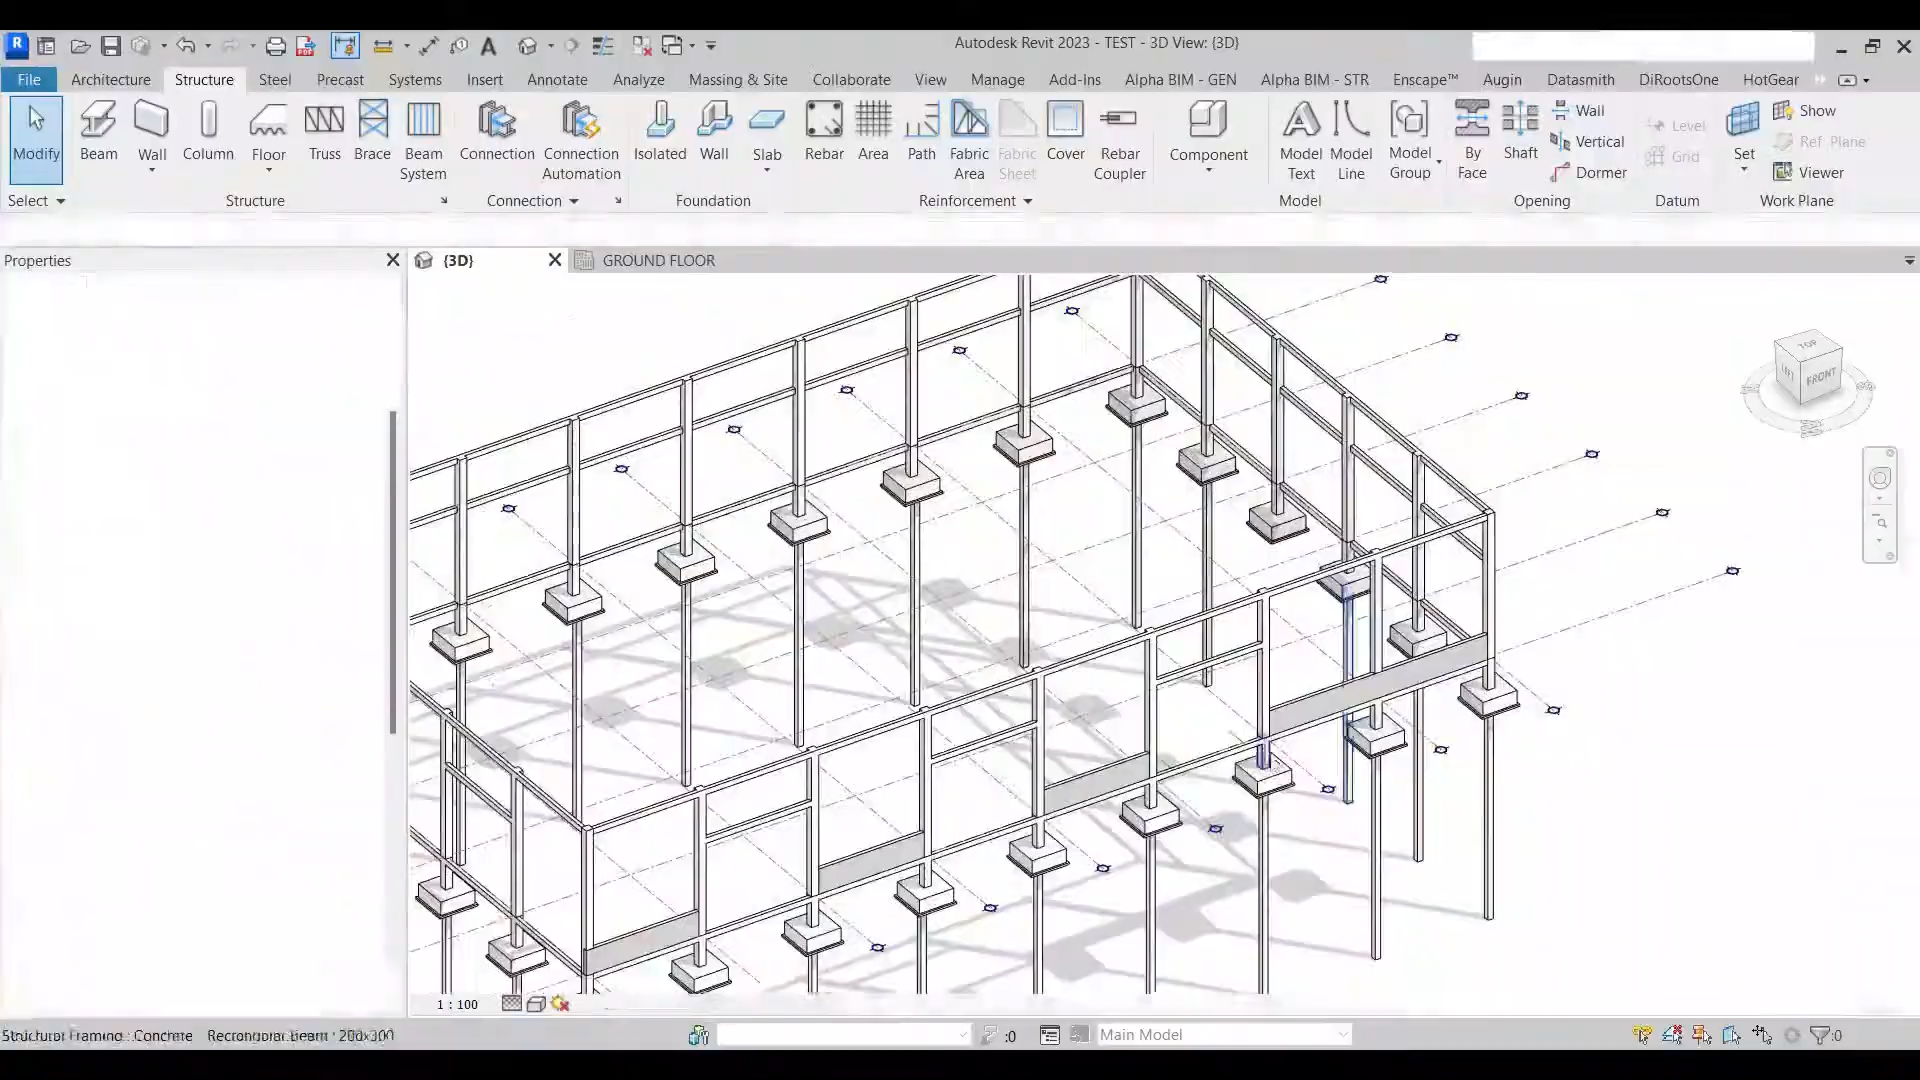 Autodesk Revit 2023 - TEST - 3D View: {3D}
File Architecture Structure Steel Precast Systems Insert Annotate Analyze Massing & Site Collaborate View Manage Add-Ins Alpha BIM - GEN Alpha BIM - STR Enscape™ Augin Datasmith DiRootsOne HotGear
Modify Beam Wall Column Floor Truss Brace Beam System Connection Connection Automation Isolated Wall Slab Rebar Area Path Fabric Area Fabric Sheet Cover Rebar Coupler Component Model Text Model Line Model Group By Face Shaft Wall Vertical Dormer Level Grid Set Show Ref Plane Viewer
Select Structure Connection Foundation Reinforcement Model Opening Datum Work Plane
Properties {3D} GROUND FLOOR
TOP
LEFT FRONT
1 : 100
Structural Framing : Concrete :0 Main Model :0